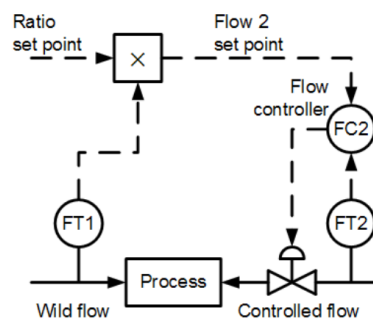 Ratio
set point
×
Flow 2
set point
Flow
controller
FC2
FT1
FT2
Process
Wild flow
Controlled flow